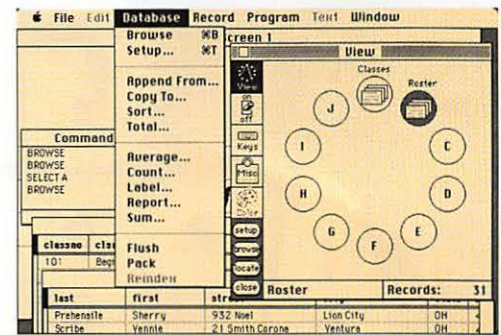 File Edit Database Record Program Text Window
Browse ⌘B
Setup... ⌘T
Append From...
Copy To...
Sort...
Total...
Average...
Count...
Label...
Report...
Sum...
Flush
Pack
Reindex
creen 1
View
View
on
off
Keys
Misc
Color
setup
browse
locate
close
Classes
Roster
J
I
H
G
F
E
D
C
Roster Records: 31
Command
BROWSE
BROWSE
SELECT A
BROWSE
classno
101
last first
Prehensile Sherry 932 Noel Lion City OH
Scribe Vennie 21 Smith Corona Ventura OH